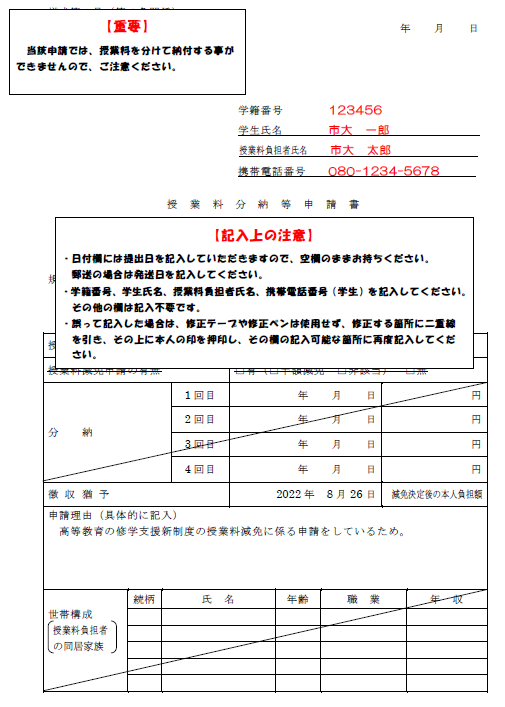 【重要】
当該申請では、授業料を分けて納付する事が
できませんので、ご注意ください。
年　月　日
学籍番号　123456
学生氏名　市大　一郎
授業料負担者氏名　市大　太郎
携帯電話番号　080-1234-5678
授 業 料 分 納 等 申 請 書
【記入上の注意】
・日付欄には提出日を記入していただきますので、空欄のままお持ちください。
郵送の場合は発送日を記入してください。
・学籍番号、学生氏名、授業料負担者氏名、携帯電話番号（学生）を記入してください。
その他の欄は記入不要です。
・誤って記入した場合は、修正テープや修正ペンは使用せず、修正する箇所に二重線
を引き、その上に本人の印を押印し、その欄の記入可能な箇所に再度記入してくだ
さい。
授業料減免申請の有無　□有（□半額減免　□非該当）　□無
分　納
1回目　年　月　日　円
2回目　年　月　日　円
3回目　年　月　日　円
4回目　年　月　日　円
徴 収 猶 予　2022年　8月26日　減免決定後の本人負担額
申請理由（具体的に記入）
高等教育の修学支援新制度の授業料減免に係る申請をしているため。
世帯構成
授業料負担者
の同居家族
続柄　氏　名　年齢　職　業　年　収